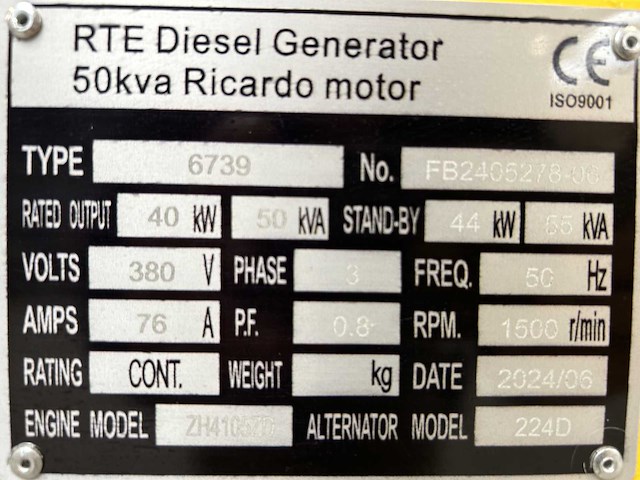 RTE Diesel Generator
50kva Ricardo motor
CE
ISO9001
TYPE 6739 No.
RATED OUTPUT 40 kW 50 kVA STAND-BY 44 kW 55 kVA
VOLTS 380 V PHASE 3 FREQ. 50 Hz
AMPS 76 A P.F. 0.8 RPM. 1500 r/min
RATING CONT. WEIGHT kg DATE 2024/06
ENGINE MODEL ALTERNATOR MODEL 224D